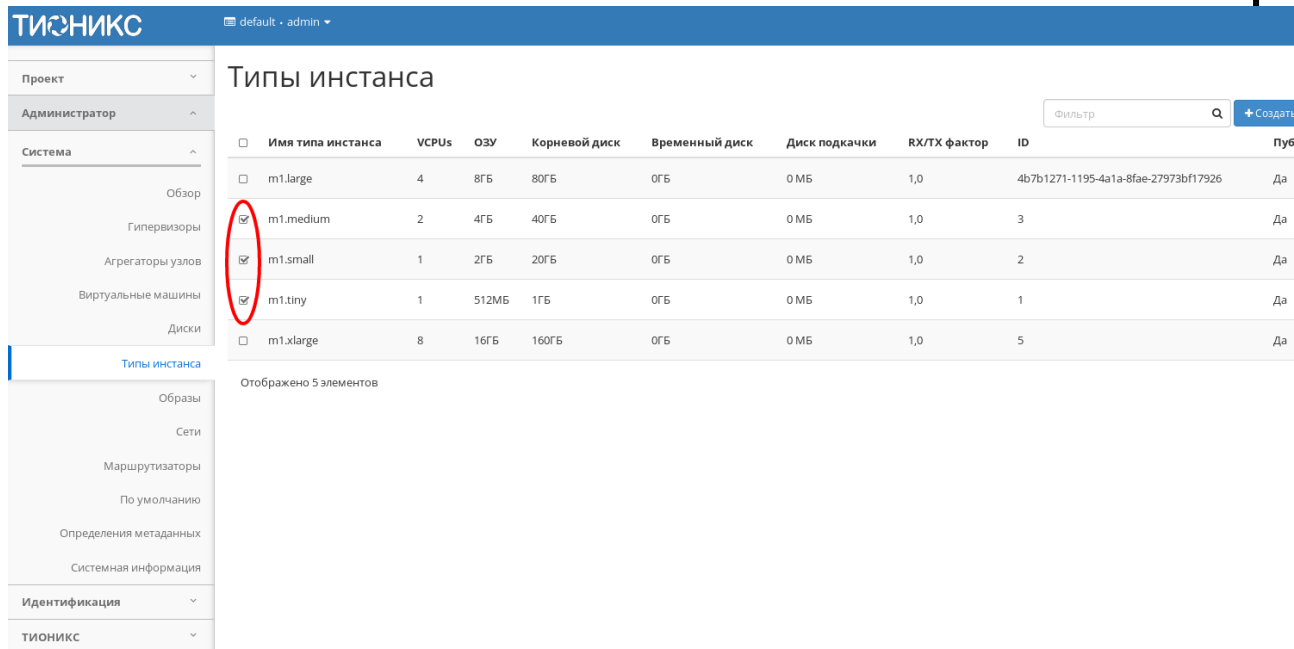 ТИОНИКС
default • admin
Проект
Администратор
Система
Обзор
Гипервизоры
Агрегаторы узлов
Виртуальные машины
Диски
Типы инстанса
Образы
Сети
Маршрутизаторы
По умолчанию
Определения метаданных
Системная информация
Идентификация
ТИОНИКС
Типы инстанса
Фильтр
Создать
Имя типа инстанса VCPUs ОЗУ Корневой диск Временный диск Диск подкачки RX/TX фактор ID Пуб
m1.large 4 8ГБ 80ГБ 0ГБ 0 МБ 1,0 4b7b1271-1195-4a1a-8fae-27973bf17926 Да
m1.medium 2 4ГБ 40ГБ 0ГБ 0 МБ 1,0 3 Да
m1.small 1 2ГБ 20ГБ 0ГБ 0 МБ 1,0 2 Да
m1.tiny 1 512МБ 1ГБ 0ГБ 0 МБ 1,0 1 Да
m1.xlarge 8 16ГБ 160ГБ 0ГБ 0 МБ 1,0 5 Да
Отображено 5 элементов